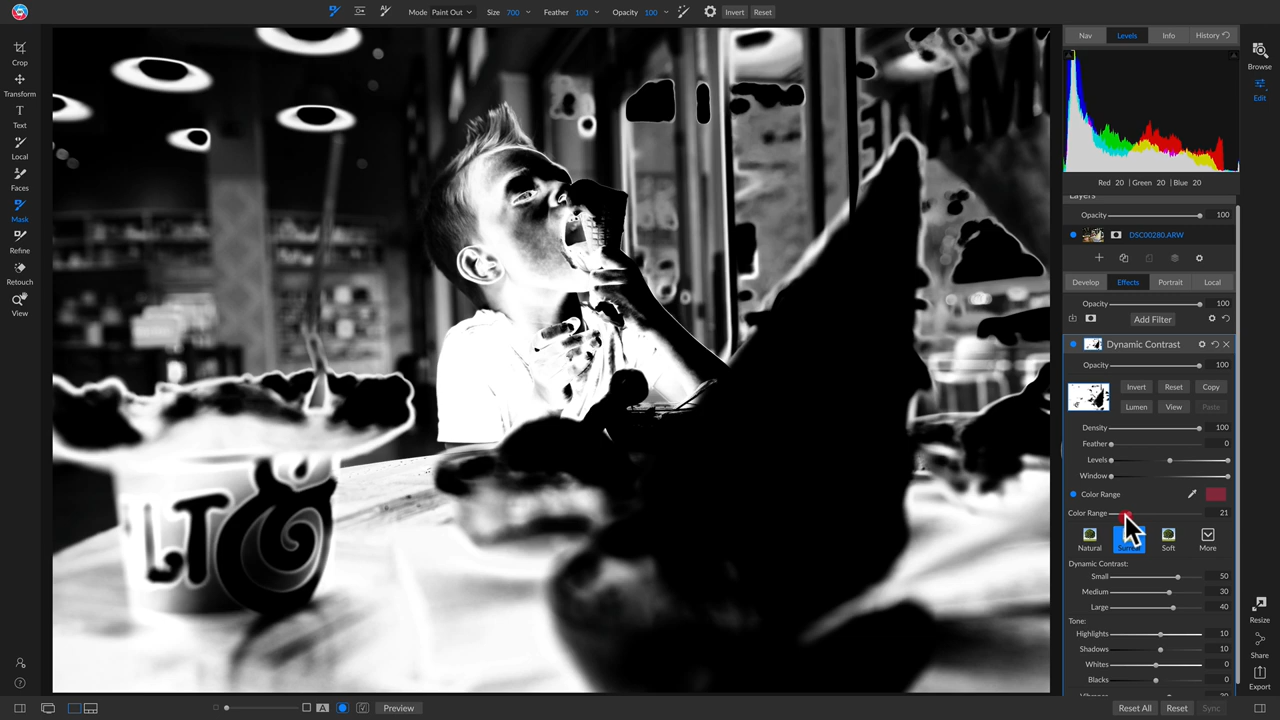 Mode Paint Out Size 700 Feather 100 Opacity 100 Invert Reset
Crop
Transform
Text
Local
Faces
Mask
Refine
Retouch
View
LT
Nav Levels Info History
Red 20 | Green 20 | Blue 20
Layers
Opacity 100
DSC00280.ARW
Develop Effects Portrait Local
Opacity 100
Add Filter
Dynamic Contrast
Opacity 100
Invert Reset Copy
Lumen View Paste
Density 100
Feather 0
Levels
Window
Color Range
Color Range 21
Natural Soft More
Dynamic Contrast:
Small 50
Medium 30
Large 40
Tone:
Highlights 10
Shadows 10
Whites 0
Blacks 0
Browse
Edit
Resize
Share
Export
A Preview
Reset All Reset Sync